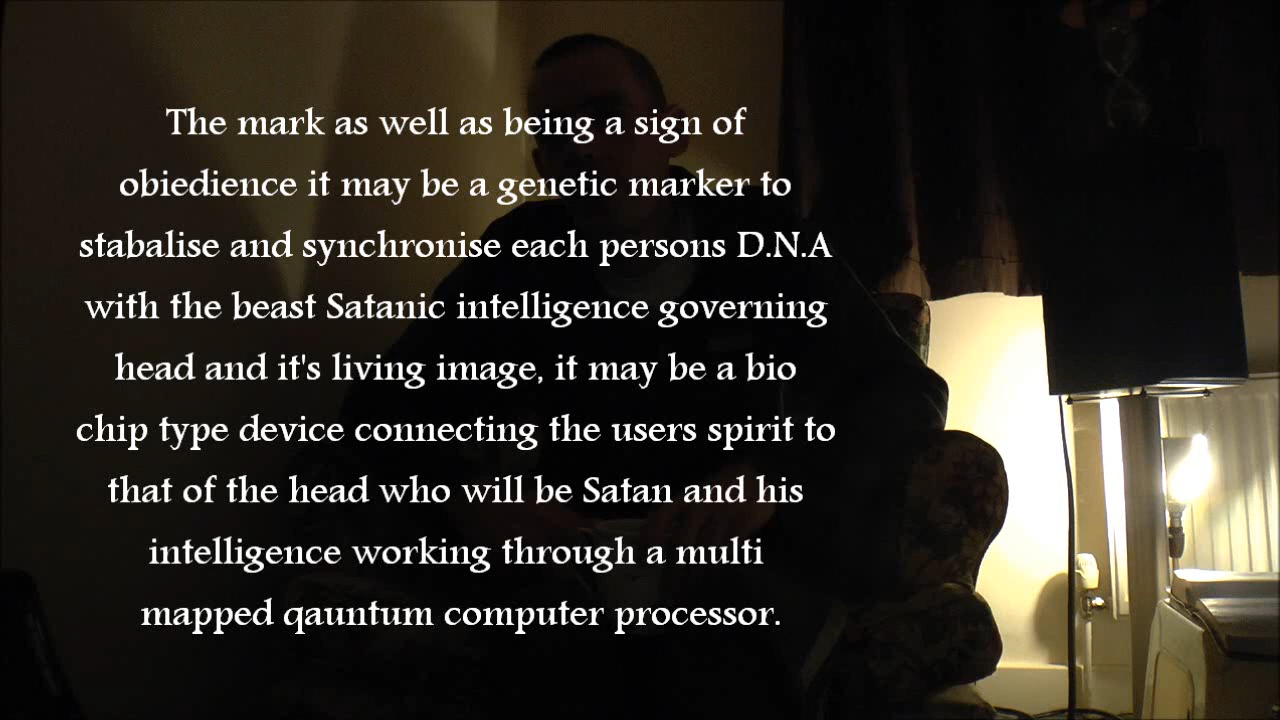 The mark as well as being a sign of
obiedience it may be a genetic marker to
stabalise and synchronise each persons D.N.A
with the beast Satanic intelligence governing
head and it's living image, it may be a bio
chip type device connecting the users spirit to
that of the head who will be Satan and his
intelligence working through a multi
mapped qauntum computer processor.